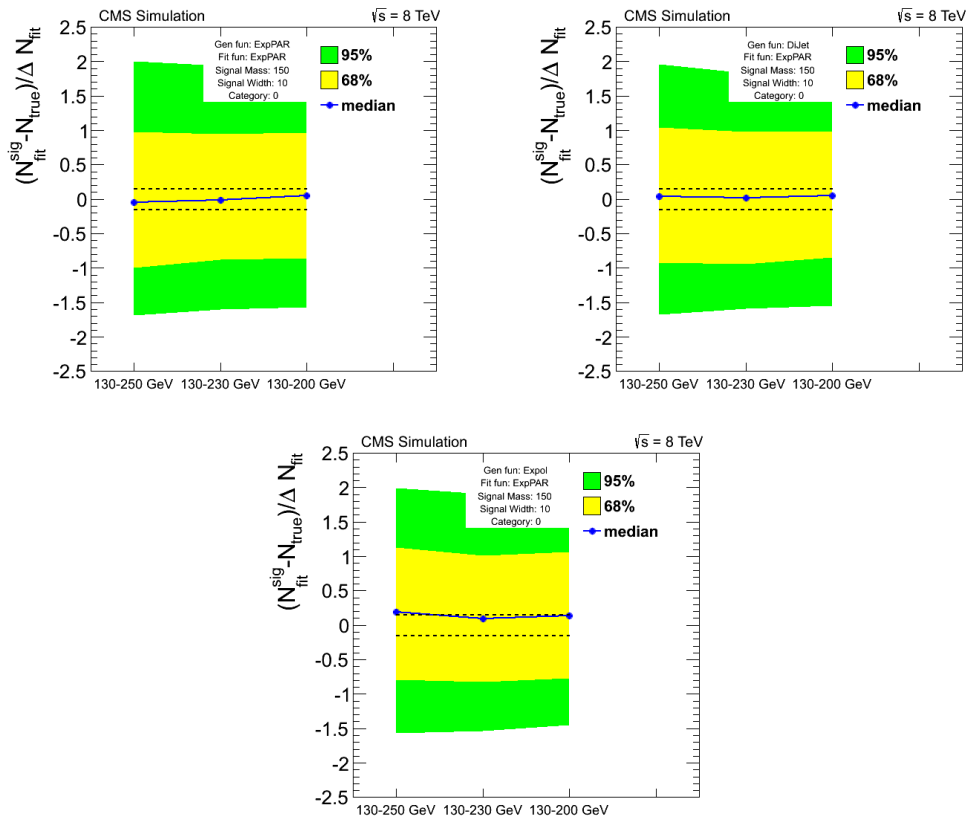 CMS Simulation √s = 8 TeV
(N_fit^sig-N_true)/Δ N_fit
2.5
2
1.5
1
0.5
0
-0.5
-1
-1.5
-2
-2.5
Gen fun: ExpPAR
Fit fun: ExpPAR
Signal Mass: 150
Signal Width: 10
Category: 0
95%
68%
median
130-250 GeV 130-230 GeV 130-200 GeV
CMS Simulation √s = 8 TeV
(N_fit^sig-N_true)/Δ N_fit
2.5
2
1.5
1
0.5
0
-0.5
-1
-1.5
-2
-2.5
Gen fun: DiJet
Fit fun: ExpPAR
Signal Mass: 150
Signal Width: 10
Category: 0
95%
68%
median
130-250 GeV 130-230 GeV 130-200 GeV
CMS Simulation √s = 8 TeV
(N_fit^sig-N_true)/Δ N_fit
2.5
2
1.5
1
0.5
0
-0.5
-1
-1.5
-2
-2.5
Gen fun: Expol
Fit fun: ExpPAR
Signal Mass: 150
Signal Width: 10
Category: 0
95%
68%
median
130-250 GeV 130-230 GeV 130-200 GeV